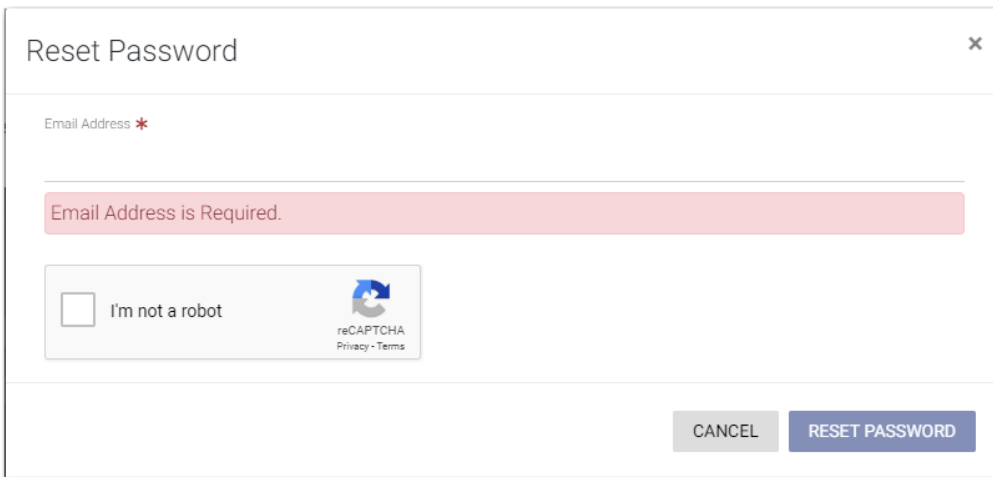 Reset Password
×
Email Address *
Email Address is Required.
I'm not a robot
reCAPTCHA
Privacy - Terms
CANCEL RESET PASSWORD